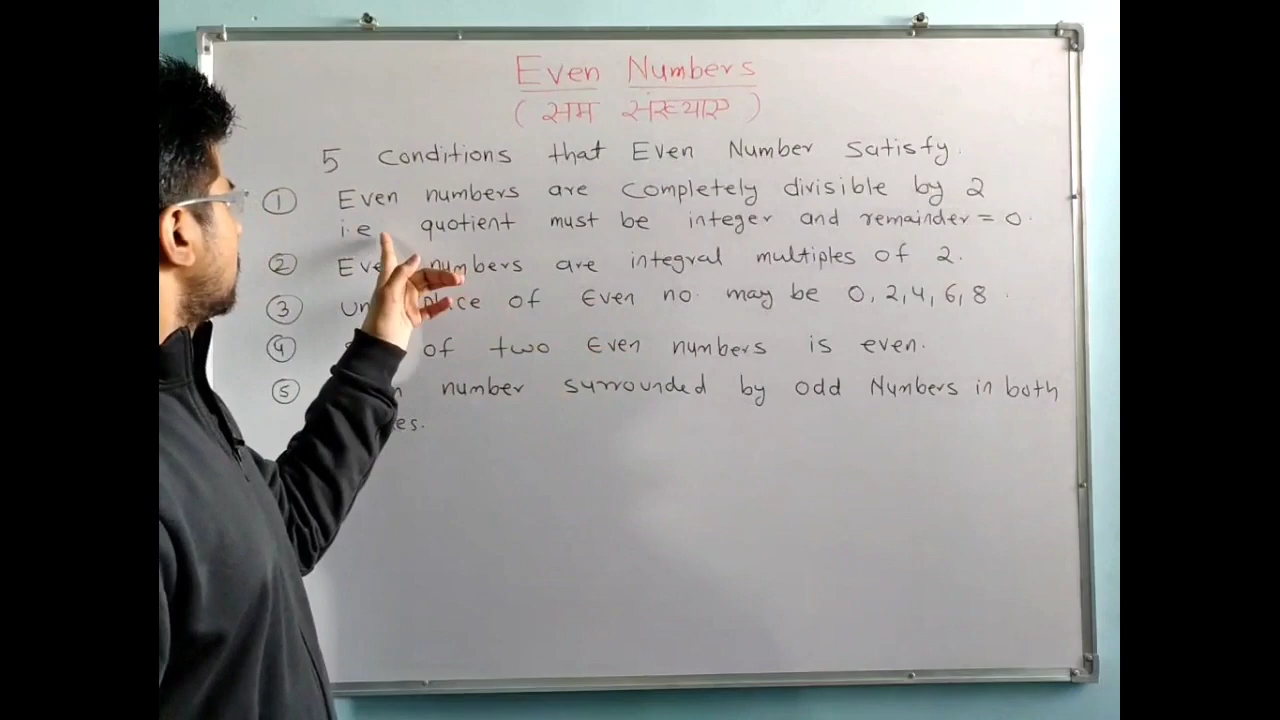 Even Numbers
( सम संख्याए )
5 Conditions that Even Number Satisfy.
① Even numbers are completely divisible by 2
i.e quotient must be integer and remainder = 0.
② numbers are integral multiples of 2.
③ of Even no. may be 0, 2, 4, 6, 8.
④ of two Even numbers is even.
⑤ number surrounded by odd Numbers in both